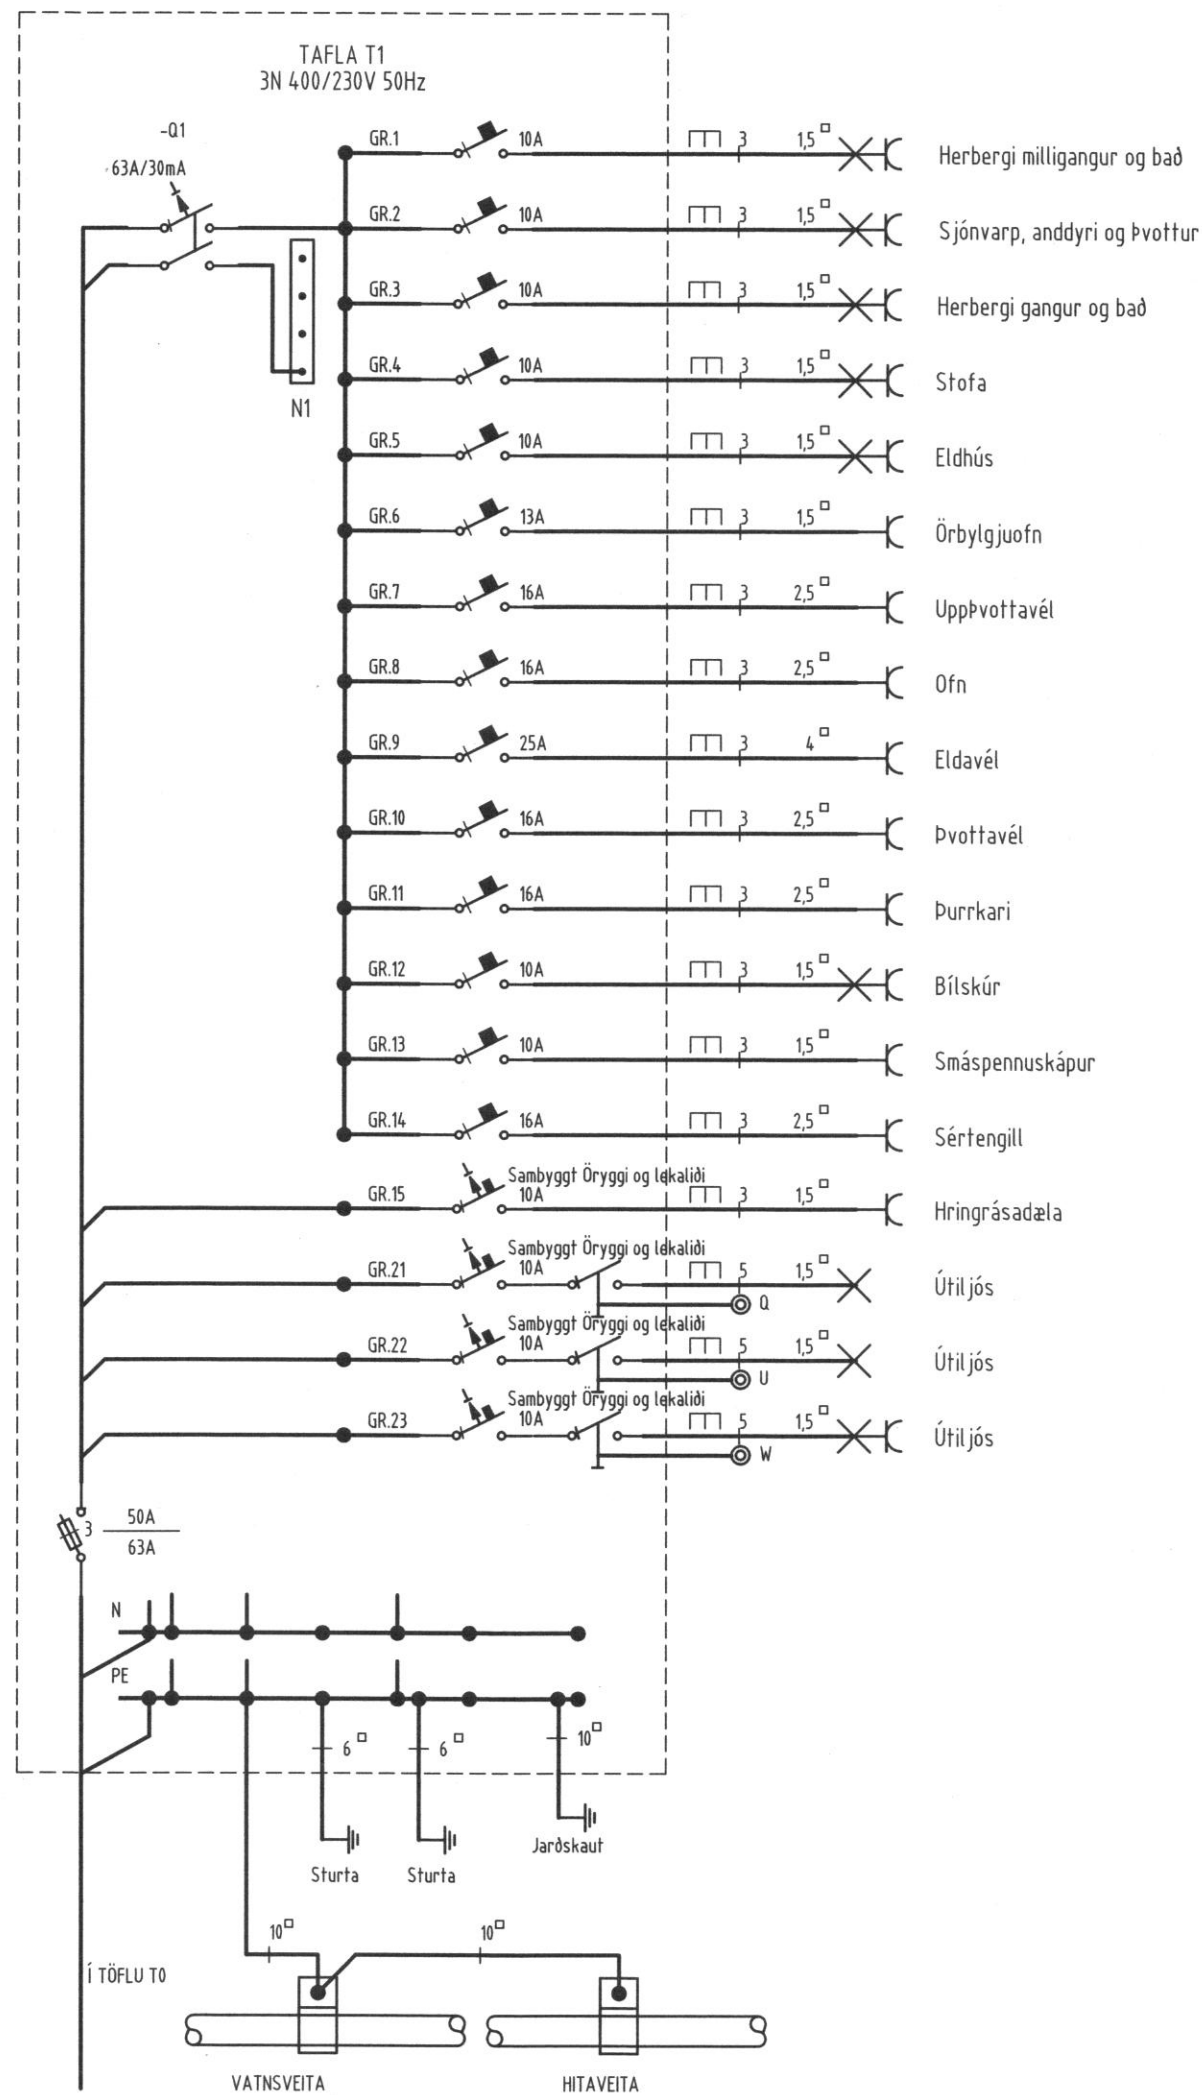 TAFLA T1
3N 400/230V 50Hz
-Q1
63A/30mA
N1
GR.1 10A 3 1,5 Herbergi milligangur og bað
GR.2 10A 3 1,5 Sjónvarp, anddyri og Þvottur
GR.3 10A 3 1,5 Herbergi gangur og bað
GR.4 10A 3 1,5 Stofa
GR.5 10A 3 1,5 Eldhús
GR.6 13A 3 1,5 Örbylgjuofn
GR.7 16A 3 2,5 UppÞvottavél
GR.8 16A 3 2,5 Ofn
GR.9 25A 3 4 Eldavél
GR.10 16A 3 2,5 Þvottavél
GR.11 16A 3 2,5 Þurrkari
GR.12 10A 3 1,5 Bílskúr
GR.13 10A 3 1,5 Smáspennuskápur
GR.14 16A 3 2,5 Sértengill
Sambyggt Öryggi og lekaliði
GR.15 10A 3 1,5 Hringrásadæla
Sambyggt Öryggi og lekaliði
GR.21 10A 5 1,5 Útiljós
Q
Sambyggt Öryggi og lekaliði
GR.22 10A 5 1,5 Útiljós
U
Sambyggt Öryggi og lekaliði
GR.23 10A 5 1,5 Útiljós
W
3 50A
63A
N
PE
6 6 10
Jarðskaut
Sturta Sturta
10 10
Í TÖFLU T0
VATNSVEITA HITAVEITA